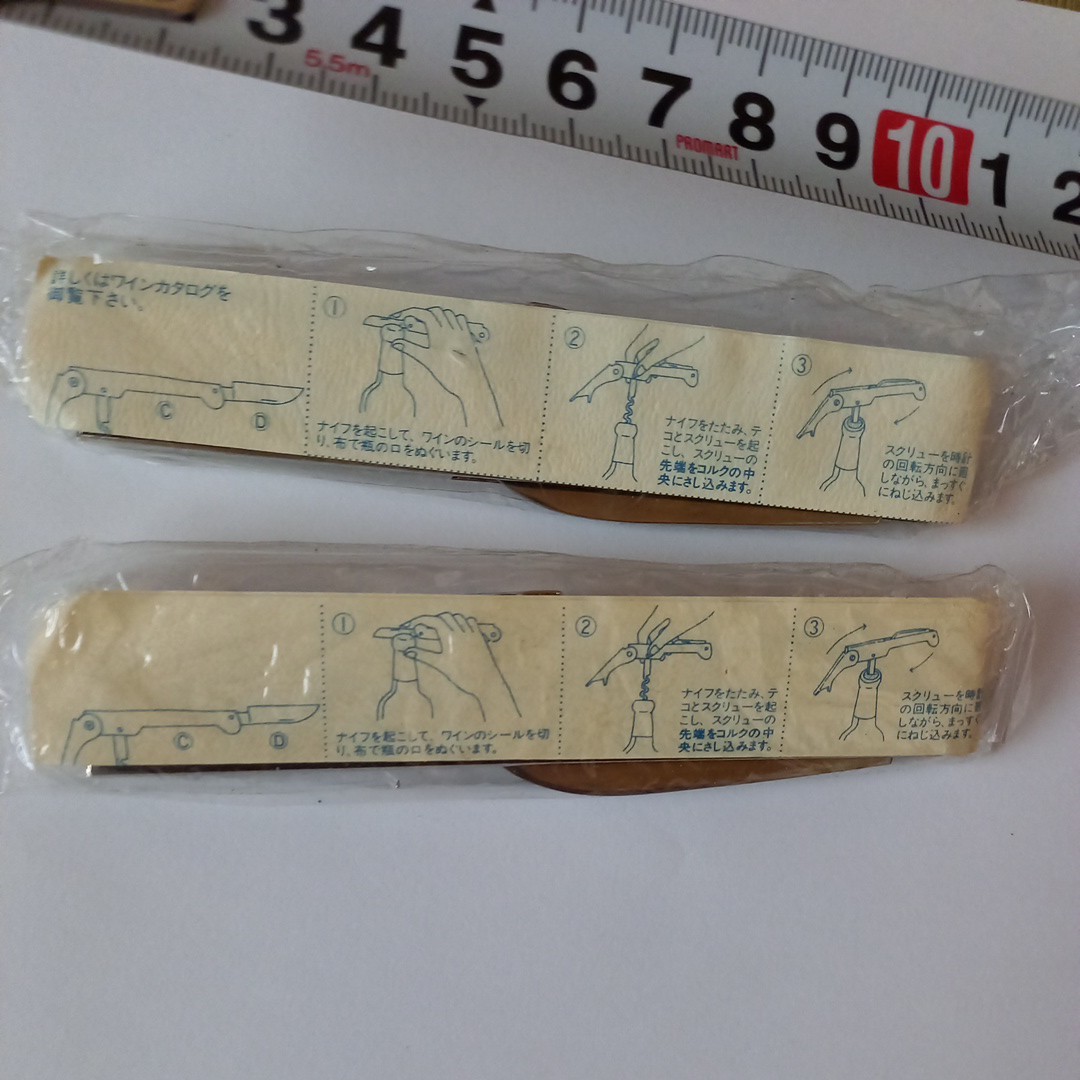 3 4 5 6 7 8 9 10 1 2
5.5m
PROMART
詳しくはワインカタログを
御覧下さい。
C
D
①
ナイフを起こして、ワインのシールを切
り、布で瓶の口をぬぐいます。
②
ナイフをたたみ、テ
コとスクリューを起
こし、スクリューの
先端をコルクの中
央にさし込みます。
③
スクリューを時計
の回転方向に回
しながら、まっすぐ
にねじ込みます。
C
D
①
ナイフを起こして、ワインのシールを切
り、布で瓶の口をぬぐいます。
②
ナイフをたたみ、テ
コとスクリューを起
こし、スクリューの
先端をコルクの中
央にさし込みます。
③
スクリューを時計
の回転方向に回
しながら、まっすぐ
にねじ込みます。